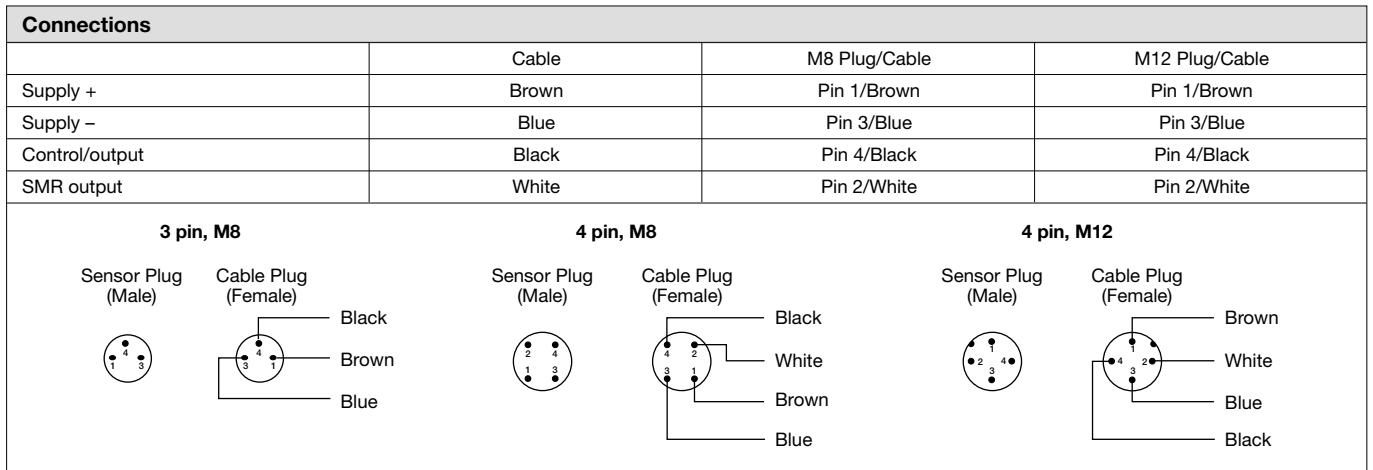 Connections
Cable M8 Plug/Cable M12 Plug/Cable
Supply + Brown Pin 1/Brown Pin 1/Brown
Supply – Blue Pin 3/Blue Pin 3/Blue
Control/output Black Pin 4/Black Pin 4/Black
SMR output White Pin 2/White Pin 2/White
3 pin, M8
Sensor Plug
(Male)
4
1 3
Cable Plug
(Female)
4
3 1
Black
Brown
Blue
4 pin, M8
Sensor Plug
(Male)
2 4
1 3
Cable Plug
(Female)
4 2
3 1
Black
White
Brown
Blue
4 pin, M12
Sensor Plug
(Male)
1
2 4
3
Cable Plug
(Female)
1
4 2
3
Brown
White
Blue
Black